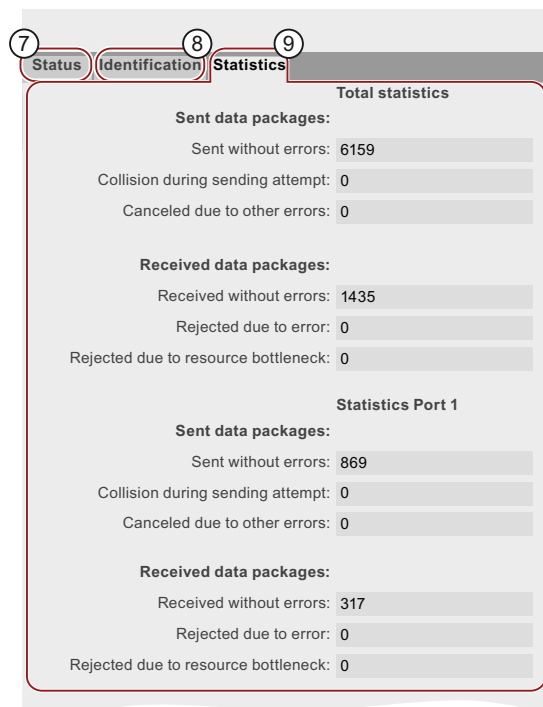 7 8 9
Status Identification Statistics
Total statistics
Sent data packages:
Sent without errors: 6159
Collision during sending attempt: 0
Canceled due to other errors: 0
Received data packages:
Received without errors: 1435
Rejected due to error: 0
Rejected due to resource bottleneck: 0
Statistics Port 1
Sent data packages:
Sent without errors: 869
Collision during sending attempt: 0
Canceled due to other errors: 0
Received data packages:
Received without errors: 317
Rejected due to error: 0
Rejected due to resource bottleneck: 0